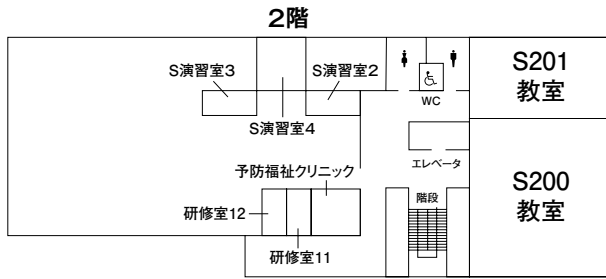 2階
S演習室3
S演習室2
S演習室4
WC
S201
教室
エレベータ
予防福祉クリニック
S200
教室
階段
研修室12
研修室11